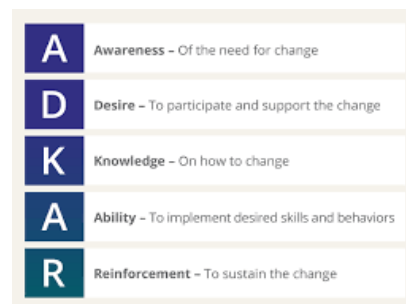 A
Awareness – Of the need for change
D
Desire – To participate and support the change
K
Knowledge – On how to change
A
Ability – To implement desired skills and behaviors
R
Reinforcement – To sustain the change